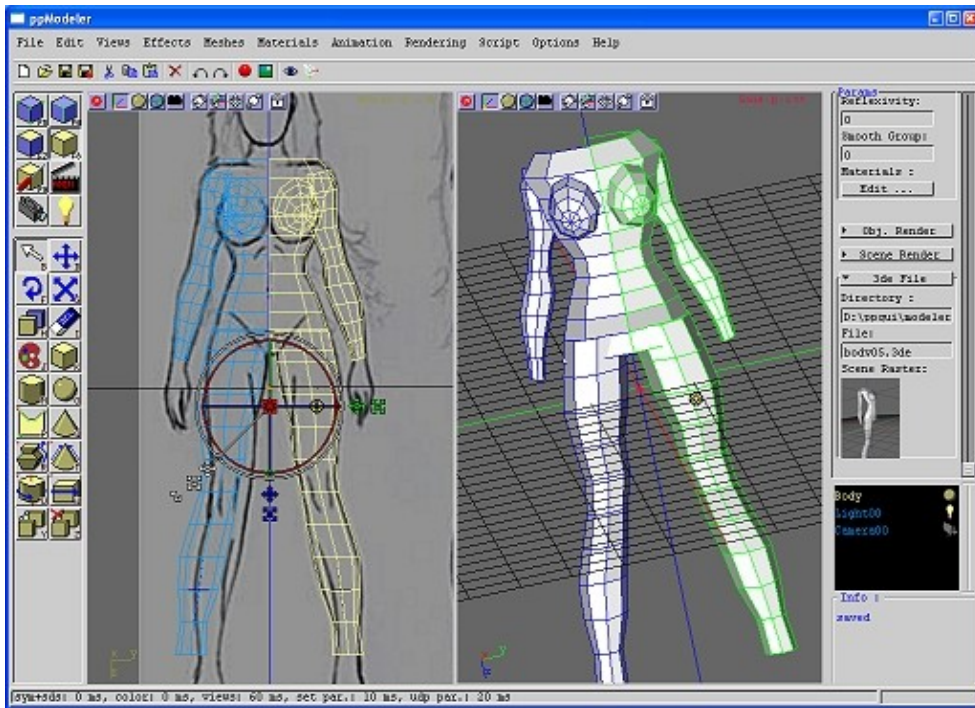 ppModeler
File Edit Views Effects Meshes Materials Animation Rendering Script Options Help
Params
Reflexivity:
0
Smooth Group:
0
Materials :
Edit ...
Obj. Render
Scene Render
3de File
Directory :
D:\ppgui\modeler
File:
body05.3de
Scene Raster:
Body
Light00
Camera00
Info :
saved
sym+sds: 0 ms, color: 0 ms, views: 60 ms, set par.: 10 ms, udp par.: 20 ms